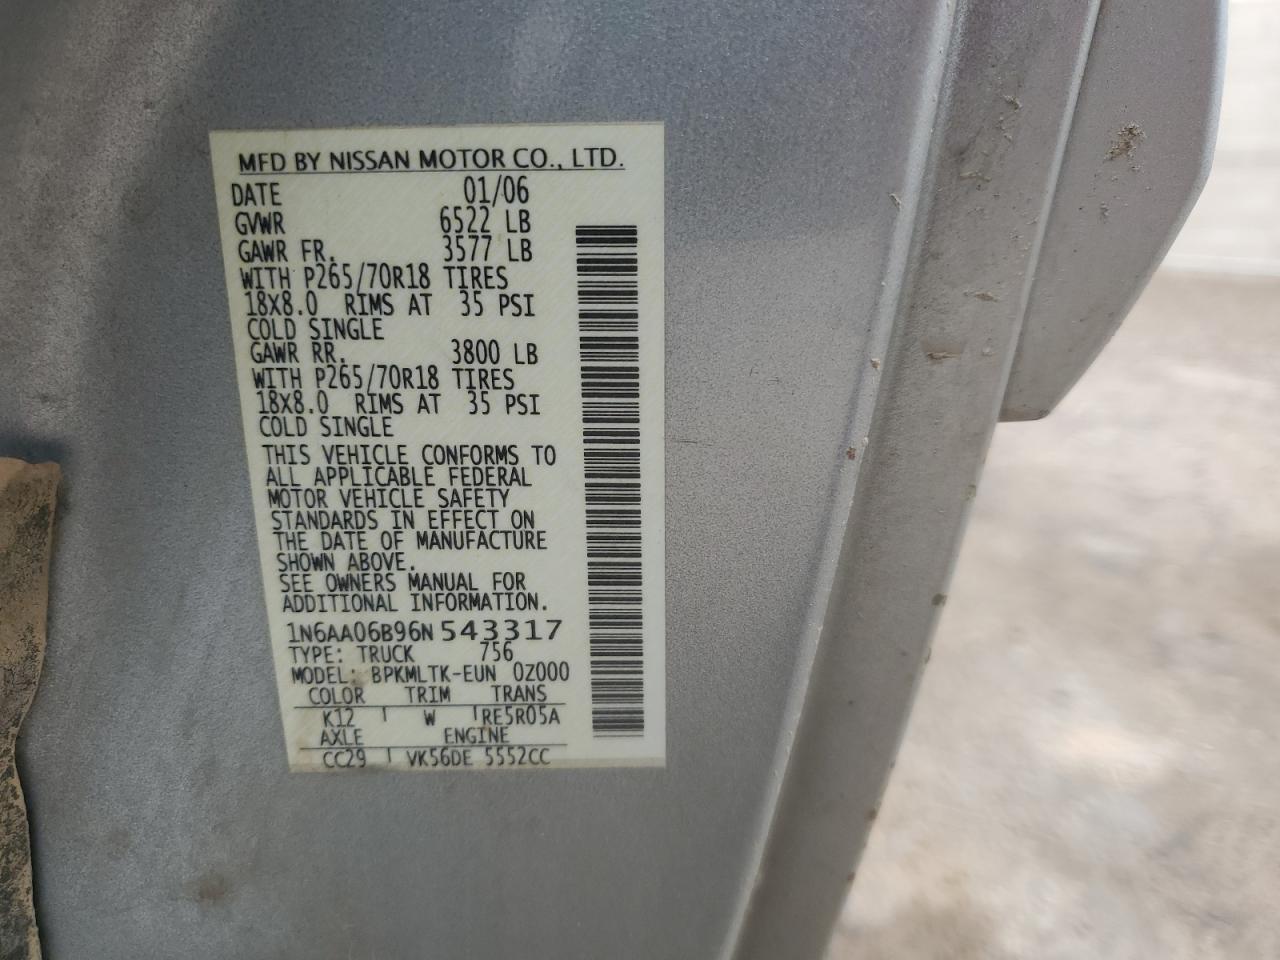 MFD BY NISSAN MOTOR CO., LTD.
DATE 01/06
GVWR 6522 LB
GAWR FR. 3577 LB
WITH P265/70R18 TIRES
18X8.0 RIMS AT 35 PSI
COLD SINGLE
GAWR RR. 3800 LB
WITH P265/70R18 TIRES
18X8.0 RIMS AT 35 PSI
COLD SINGLE
THIS VEHICLE CONFORMS TO
ALL APPLICABLE FEDERAL
MOTOR VEHICLE SAFETY
STANDARDS IN EFFECT ON
THE DATE OF MANUFACTURE
SHOWN ABOVE.
SEE OWNERS MANUAL FOR
ADDITIONAL INFORMATION.
1N6AA06B96N543317
TYPE: TRUCK 756
MODEL: BPKMLTK-EUN 0Z000
COLOR TRIM TRANS
K12 W RE5R05A
AXLE ENGINE
CC29 VK56DE 5552CC